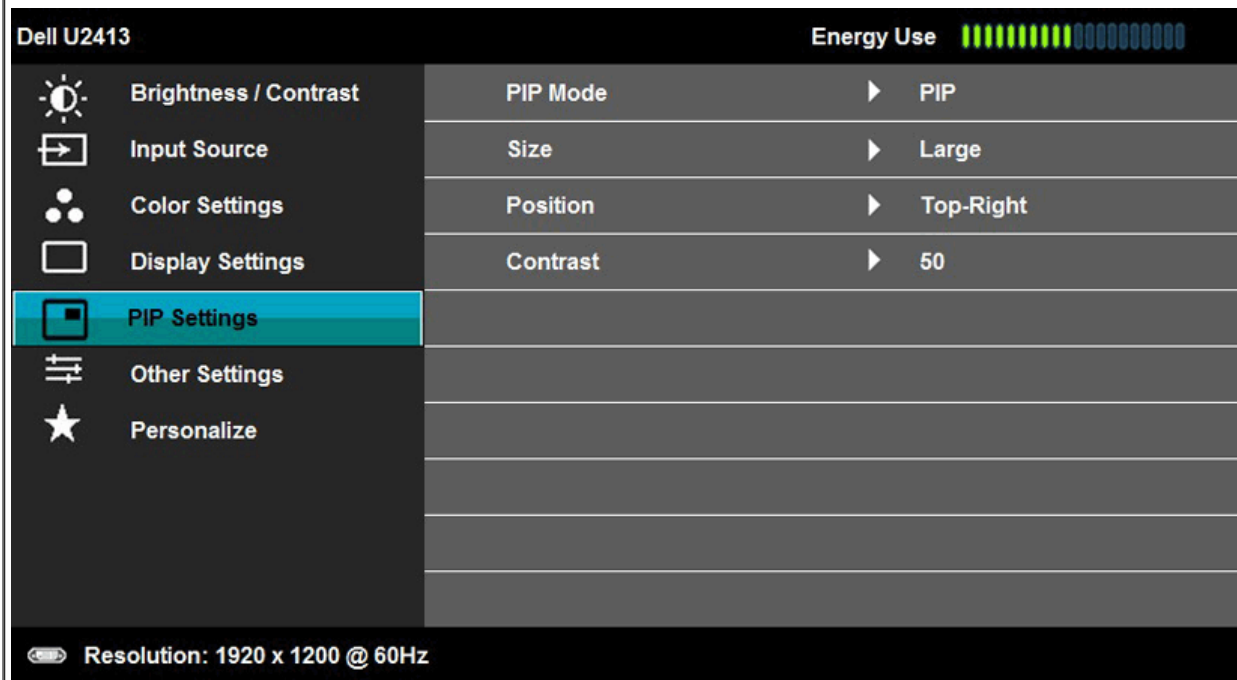 Dell U2413 Energy Use
Brightness / Contrast PIP Mode PIP
Input Source Size Large
Color Settings Position Top-Right
Display Settings Contrast 50
PIP Settings
Other Settings
Personalize
Resolution: 1920 x 1200 @ 60Hz